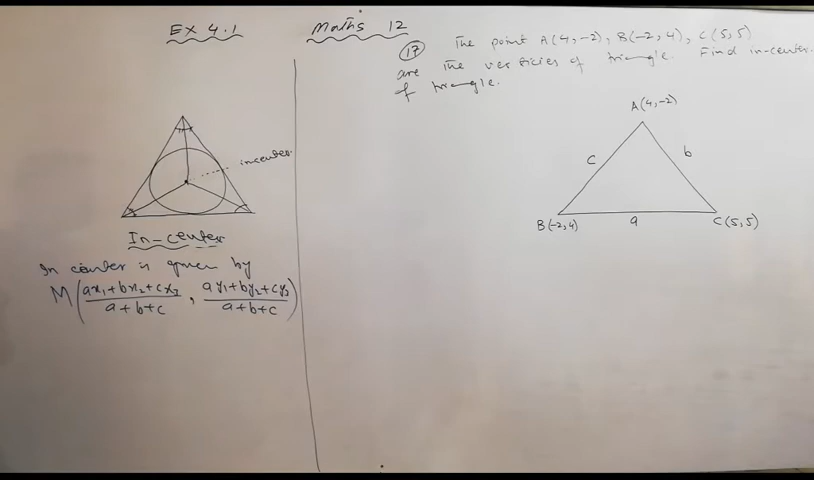 Ex 4.1
Maths 12
17 The point A(4,-2), B(-2,4), C(5,5)
are the verticies of triangle. Find in-center
of triangle.
incenter
In-center
In center is given by
M(ax₁+bx₂+cx₃/a+b+c, ay₁+by₂+cy₃/a+b+c)
A(4,-2)
c
b
B(-2,4)
a
C(5,5)